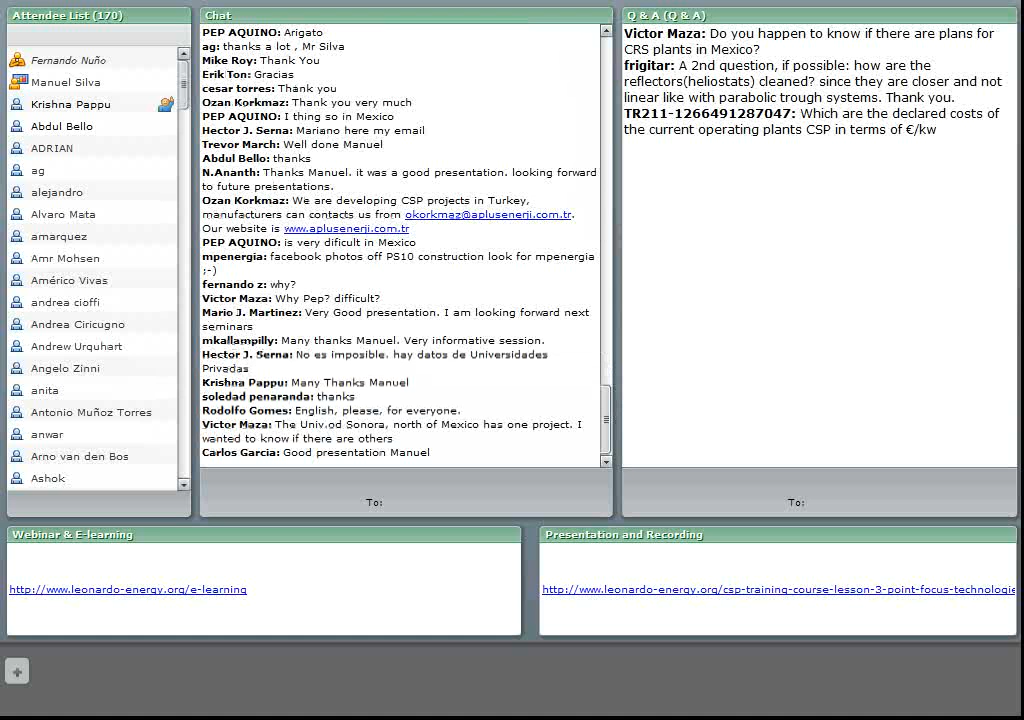 Attendee List (170)
Fernando Nuño
Manuel Silva
Krishna Pappu
Abdul Bello
ADRIAN
ag
alejandro
Alvaro Mata
amarquez
Amr Mohsen
Américo Vivas
andrea cioffi
Andrea Ciricugno
Andrew Urquhart
Angelo Zinni
anita
Antonio Muñoz Torres
anwar
Arno van den Bos
Ashok
Chat
PEP AQUINO: Arigato
ag: thanks a lot , Mr Silva
Mike Roy: Thank You
Erik Ton: Gracias
cesar torres: Thank you
Ozan Korkmaz: Thank you very much
PEP AQUINO: I thing so in Mexico
Hector J. Serna: Mariano here my email
Trevor March: Well done Manuel
Abdul Bello: thanks
N.Ananth: Thanks Manuel. it was a good presentation. looking forward
to future presentations.
Ozan Korkmaz: We are developing CSP projects in Turkey,
manufacturers can contacts us from okorkmaz@aplusenerji.com.tr.
Our website is www.aplusenerji.com.tr
PEP AQUINO: is very dificult in Mexico
mpenergia: facebook photos off PS10 construction look for mpenergia
;-)
fernando z: why?
Victor Maza: Why Pep? difficult?
Mario J. Martinez: Very Good presentation. I am looking forward next
seminars
mkallampilly: Many thanks Manuel. Very informative session.
Hector J. Serna: No es imposible. hay datos de Universidades
Privadas
Krishna Pappu: Many Thanks Manuel
soledad penaranda: thanks
Rodolfo Gomes: English, please, for everyone.
Victor Maza: The Univ.od Sonora, north of Mexico has one project. I
wanted to know if there are others
Carlos Garcia: Good presentation Manuel
To:
Q & A (Q & A)
Victor Maza: Do you happen to know if there are plans for
CRS plants in Mexico?
frigitar: A 2nd question, if possible: how are the
reflectors(heliostats) cleaned? since they are closer and not
linear like with parabolic trough systems. Thank you.
TR211-1266491287047: Which are the declared costs of
the current operating plants CSP in terms of €/kw
To:
Webinar & E-learning
http://www.leonardo-energy.org/e-learning
Presentation and Recording
http://www.leonardo-energy.org/csp-training-course-lesson-3-point-focus-technologie